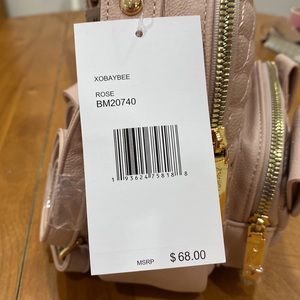 XOBAYBEE
ROSE
BM20740
1 93624 75818 8
MSRP $68.00